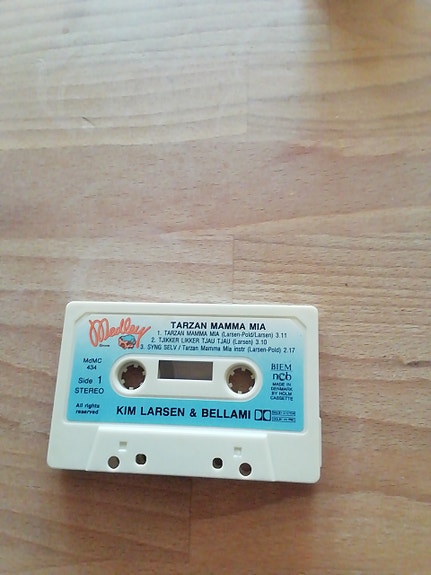 Medley
TARZAN MAMMA MIA
1. TARZAN MAMMA MIA (Larsen-Pold/Larsen) 3.11
2. TJIKKER LIKKER TJAU TJAU (Larsen) 3.10
3. SYNG SELV / Tarzan Mamma Mia instr (Larsen-Pold) 2.17
MdMC
434
Side 1
STEREO
All rights
reserved
BIEM
ncb
MADE IN
DENMARK
BY HOLM
CASSETTE
KIM LARSEN & BELLAMI